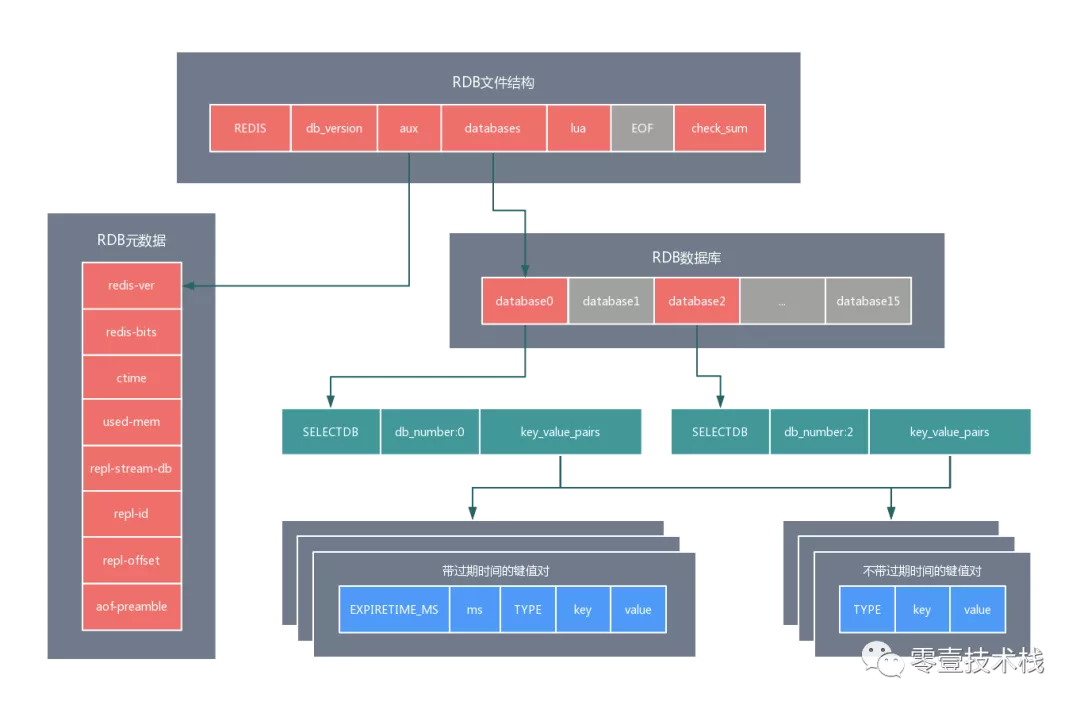 RDB文件结构
REDIS db_version aux databases lua EOF check_sum
RDB元数据
redis-ver
redis-bits
ctime
used-mem
repl-stream-db
repl-id
repl-offset
aof-preamble
RDB数据库
database0 database1 database2 ... database15
SELECTDB db_number:0 key_value_pairs
SELECTDB db_number:2 key_value_pairs
带过期时间的键值对
EXPIRETIME_MS ms TYPE key value
不带过期时间的键值对
TYPE key value
零壹技术栈